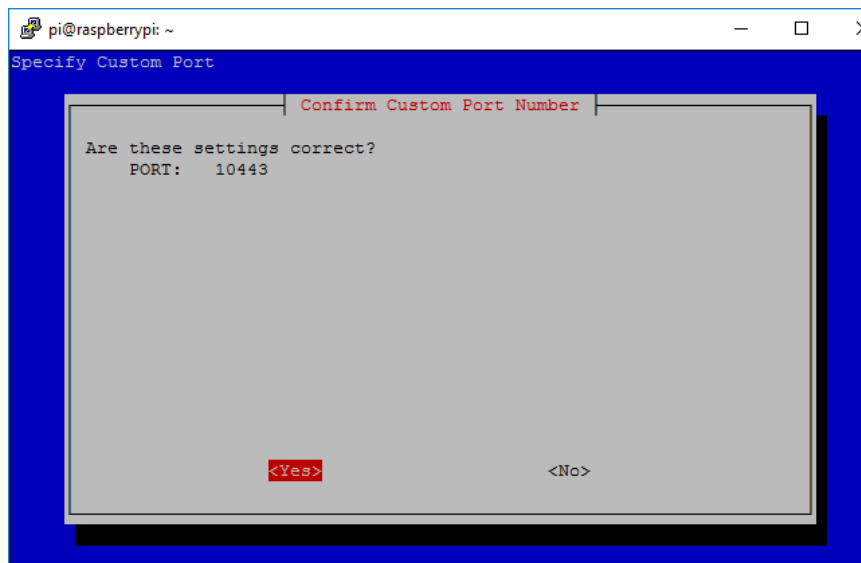 pi@raspberrypi: ~
Specify Custom Port
Confirm Custom Port Number
Are these settings correct?
PORT: 10443
<Yes> <No>